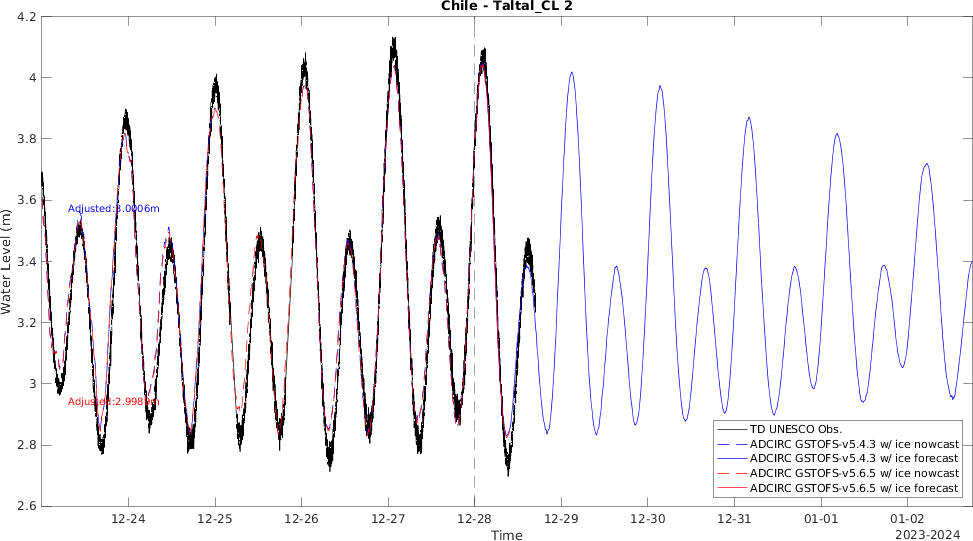 Chile - Taltal_CL 2
4.2
4
3.8
3.6
3.4
3.2
3
2.8
2.6
Water Level (m)
Adjusted:3.0006m
Adjusted:2.9989m
TD UNESCO Obs.
ADCIRC GSTOFS-v5.4.3 w/ ice nowcast
ADCIRC GSTOFS-v5.4.3 w/ ice forecast
ADCIRC GSTOFS-v5.6.5 w/ ice nowcast
ADCIRC GSTOFS-v5.6.5 w/ ice forecast
12-24 12-25 12-26 12-27 12-28 12-29 12-30 12-31 01-01 01-02
Time
2023-2024